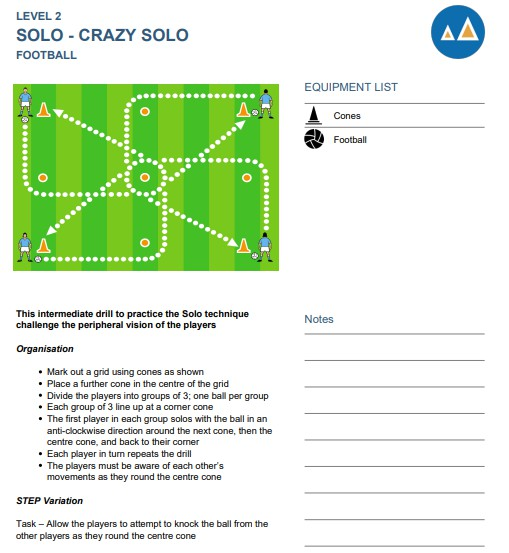 LEVEL 2
SOLO - CRAZY SOLO
FOOTBALL
EQUIPMENT LIST
Cones
Football
This intermediate drill to practice the Solo technique
challenge the peripheral vision of the players
Organisation
• Mark out a grid using cones as shown
• Place a further cone in the centre of the grid
• Divide the players into groups of 3; one ball per group
• Each group of 3 line up at a corner cone
• The first player in each group solos with the ball in an
anti-clockwise direction around the next cone, then the
centre cone, and back to their corner
• Each player in turn repeats the drill
• The players must be aware of each other's
movements as they round the centre cone
STEP Variation
Task – Allow the players to attempt to knock the ball from the
other players as they round the centre cone
Notes